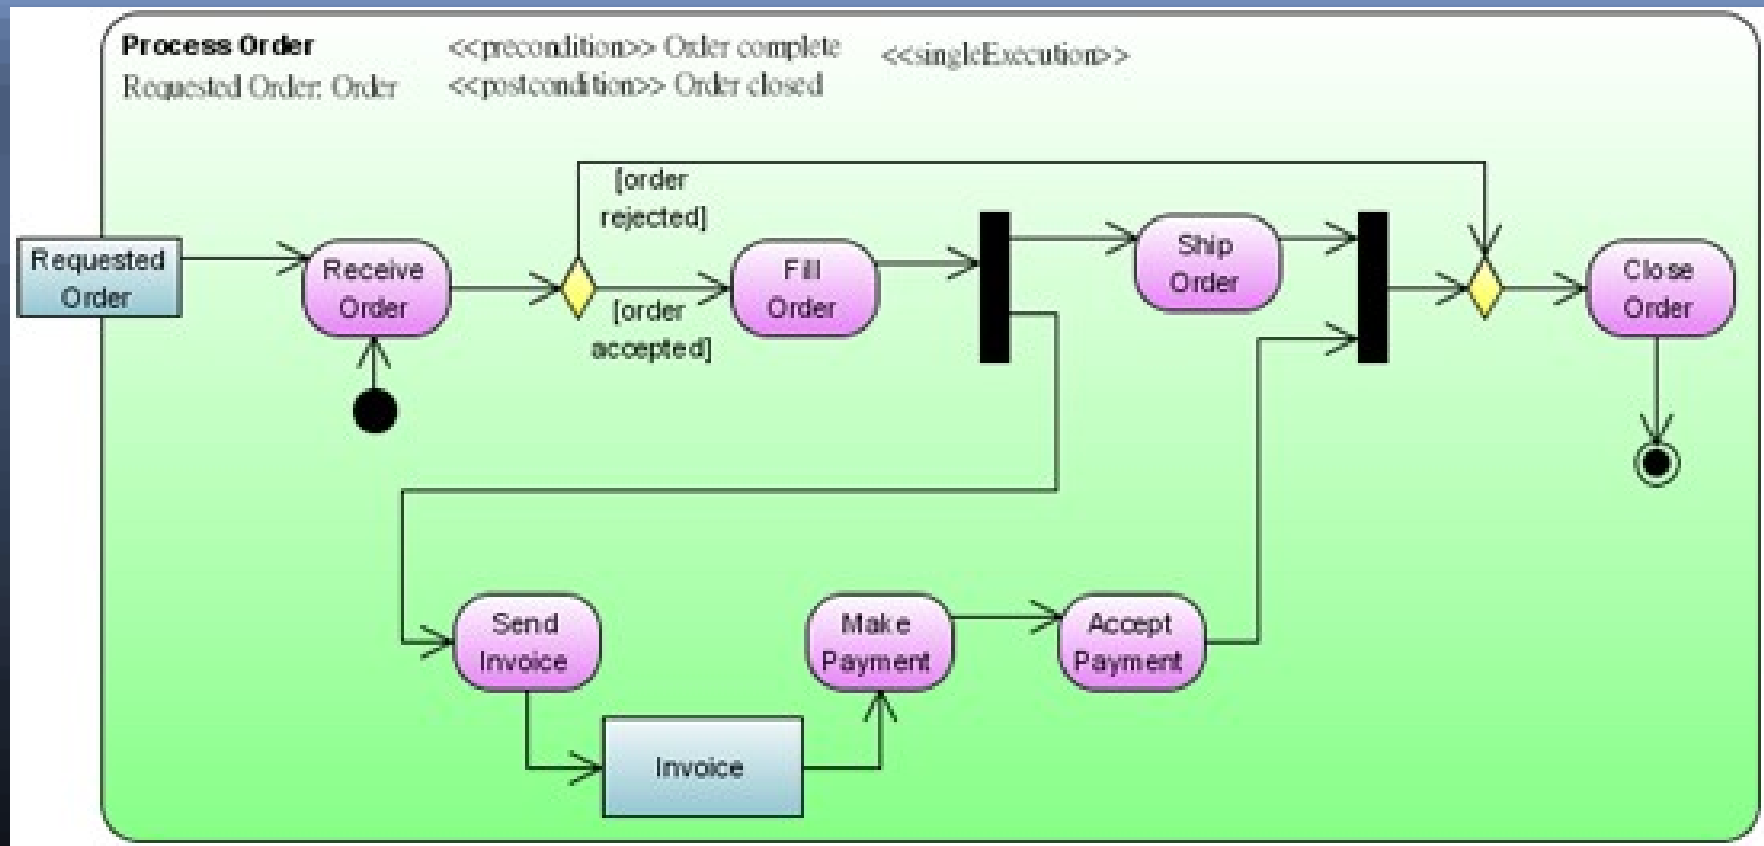 Process Order
<<precondition>> Order complete
<<singleExecution>>
Requested Order: Order
<<postcondition>> Order closed
[order
rejected]
Requested
Order
Receive
Order
Fill
Order
[order
accepted]
Ship
Order
Close
Order
Send
Invoice
Make
Payment
Accept
Payment
Invoice